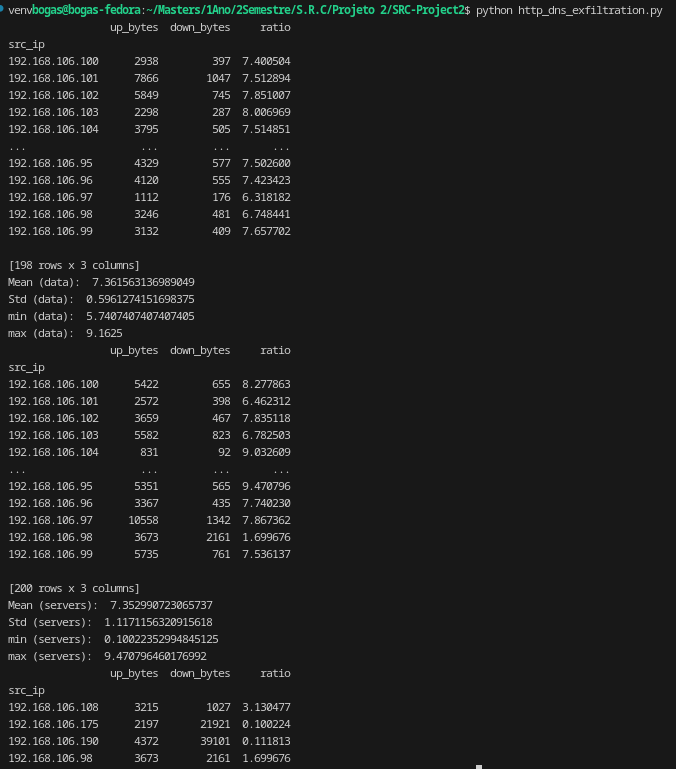 venvbogas@bogas-fedora:~/Masters/1Ano/2Semestre/S.R.C/Projeto 2/SRC-Project2$ python http_dns_exfiltration.py
up_bytes down_bytes ratio
src_ip
192.168.106.100 2938 397 7.400504
192.168.106.101 7866 1047 7.512894
192.168.106.102 5849 745 7.851007
192.168.106.103 2298 287 8.006969
192.168.106.104 3795 505 7.514851
... ... ... ...
192.168.106.95 4329 577 7.502600
192.168.106.96 4120 555 7.423423
192.168.106.97 1112 176 6.318182
192.168.106.98 3246 481 6.748441
192.168.106.99 3132 409 7.657702
[198 rows x 3 columns]
Mean (data): 7.361563136989049
Std (data): 0.5961274151698375
min (data): 5.7407407407407405
max (data): 9.1625
up_bytes down_bytes ratio
src_ip
192.168.106.100 5422 655 8.277863
192.168.106.101 2572 398 6.462312
192.168.106.102 3659 467 7.835118
192.168.106.103 5582 823 6.782503
192.168.106.104 831 92 9.032609
... ... ... ...
192.168.106.95 5351 565 9.470796
192.168.106.96 3367 435 7.740230
192.168.106.97 10558 1342 7.867362
192.168.106.98 3673 2161 1.699676
192.168.106.99 5735 761 7.536137
[200 rows x 3 columns]
Mean (servers): 7.352990723065737
Std (servers): 1.1171156320915618
min (servers): 0.10022352994845125
max (servers): 9.470796460176992
up_bytes down_bytes ratio
src_ip
192.168.106.108 3215 1027 3.130477
192.168.106.175 2197 21921 0.100224
192.168.106.190 4372 39101 0.111813
192.168.106.98 3673 2161 1.699676